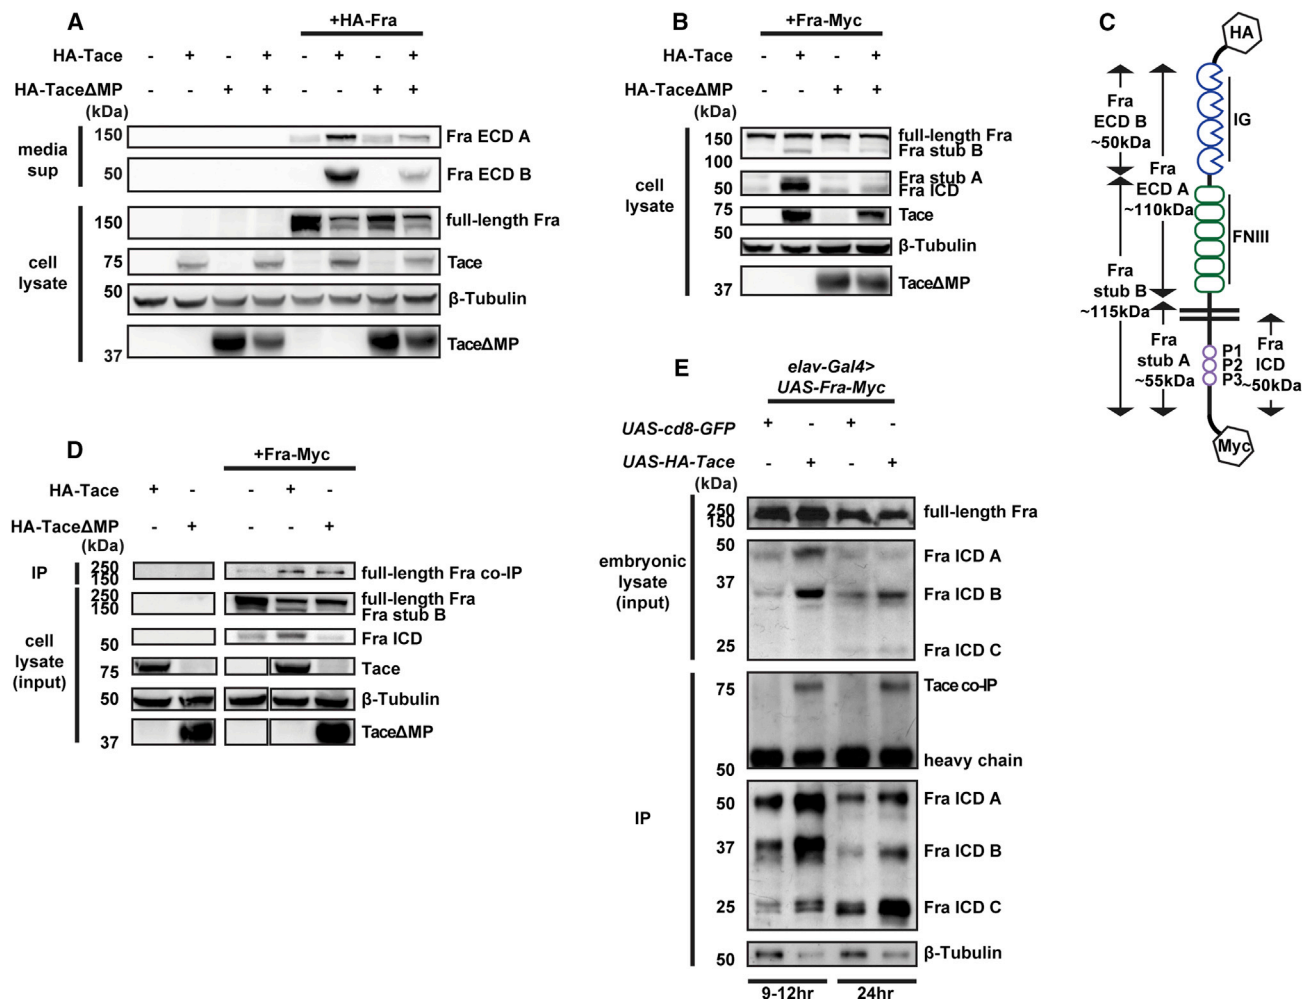 A
+HA-Fra
HA-Tace - + - + - + - +
HA-TaceΔMP - - + + - - + +
(kDa)
media sup
150 Fra ECD A
50 Fra ECD B
cell lysate
150 full-length Fra
75 Tace
50 β-Tubulin
TaceΔMP
37
B
+Fra-Myc
HA-Tace - + - +
HA-TaceΔMP - - + +
(kDa)
cell lysate
150 full-length Fra
Fra stub B
100
Fra stub A
50 Fra ICD
75 Tace
50
β-Tubulin
TaceΔMP
37
C
HA
IG
Fra ECD B ~50kDa
Fra ECD A ~110kDa
FNIII
Fra stub B ~115kDa
Fra stub A ~55kDa
P1
P2
P3
Fra ICD ~50kDa
Myc
D
+Fra-Myc
HA-Tace + - - + -
HA-TaceΔMP - + - - +
(kDa)
IP
250
150 full-length Fra co-IP
cell lysate (input)
250 full-length Fra
150 Fra stub B
Fra ICD
50
75 Tace
50 β-Tubulin
TaceΔMP
37
E
elav-Gal4>
UAS-Fra-Myc
UAS-cd8-GFP + - + -
UAS-HA-Tace - + - +
(kDa)
embryonic lysate (input)
250 full-length Fra
150
50
Fra ICD A
37
Fra ICD B
25 Fra ICD C
IP
75 Tace co-IP
heavy chain
50
50 Fra ICD A
37 Fra ICD B
25 Fra ICD C
50 β-Tubulin
9-12hr 24hr